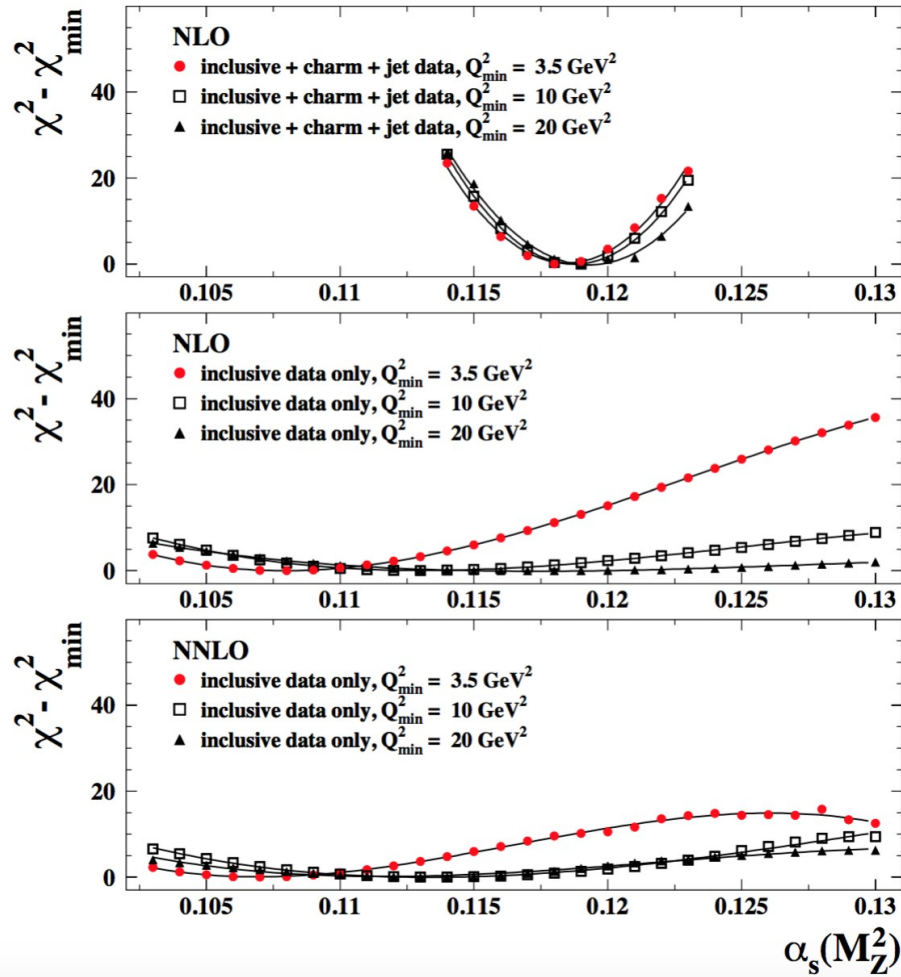 χ² - χ²min
NLO
inclusive + charm + jet data, Q²min = 3.5 GeV²
inclusive + charm + jet data, Q²min = 10 GeV²
inclusive + charm + jet data, Q²min = 20 GeV²
40
20
0
0.105 0.11 0.115 0.12 0.125 0.13
χ² - χ²min
NLO
inclusive data only, Q²min = 3.5 GeV²
inclusive data only, Q²min = 10 GeV²
inclusive data only, Q²min = 20 GeV²
40
20
0
0.105 0.11 0.115 0.12 0.125 0.13
χ² - χ²min
NNLO
inclusive data only, Q²min = 3.5 GeV²
inclusive data only, Q²min = 10 GeV²
inclusive data only, Q²min = 20 GeV²
40
20
0
0.105 0.11 0.115 0.12 0.125 0.13
αs(M²Z)